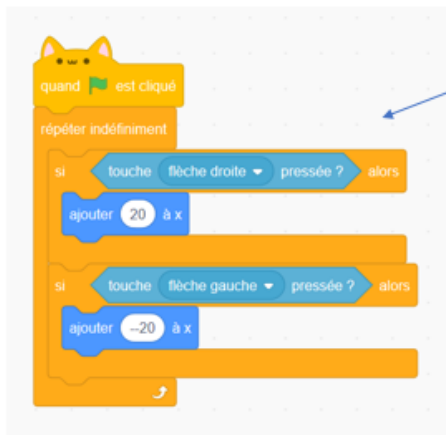 quand est cliqué
répéter indéfiniment
si touche flèche droite pressée ? alors
ajouter 20 à x
si touche flèche gauche pressée ? alors
ajouter --20 à x